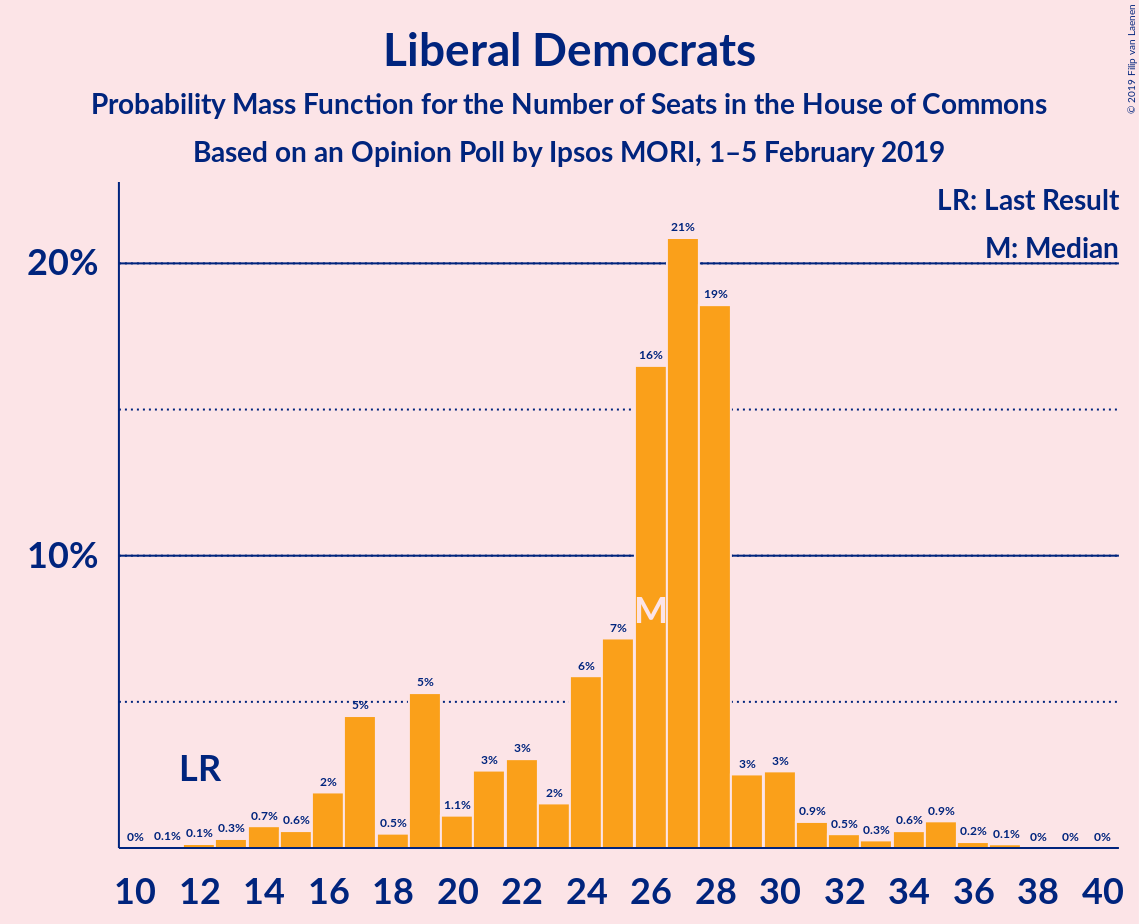 Liberal Democrats
Probability Mass Function for the Number of Seats in the House of Commons
Based on an Opinion Poll by Ipsos MORI, 1–5 February 2019
© 2019 Filip van Laenen
LR: Last Result
M: Median
20%
10%
0% 0.1% 0.1% 0.3% 0.7% 0.6% 2% 5% 0.5% 5% 1.1% 3% 3% 2% 6% 7% 16% 21% 19% 3% 3% 0.9% 0.5% 0.3% 0.6% 0.9% 0.2% 0.1% 0% 0% 0%
LR
M
10 12 14 16 18 20 22 24 26 28 30 32 34 36 38 40